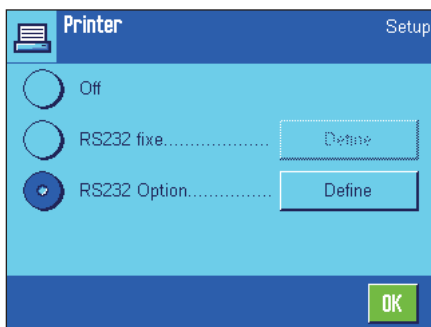 Printer Setup
Off
RS232 fixe................... Define
RS232 Option............... Define
OK